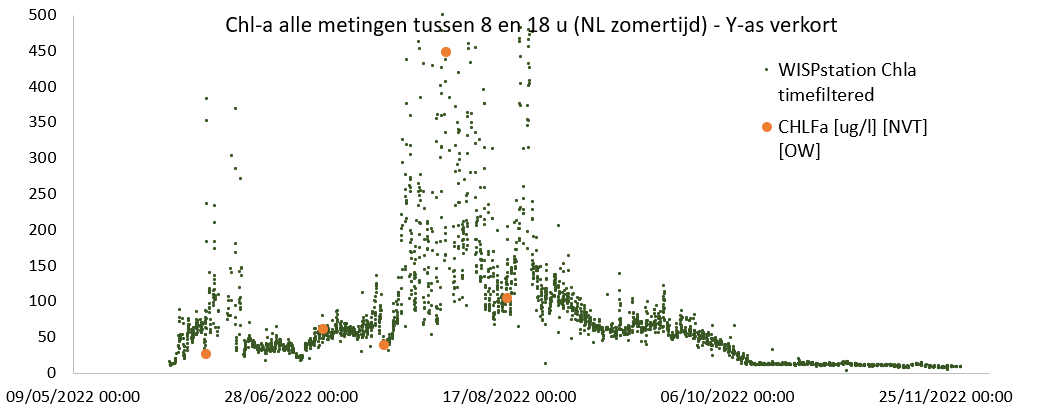 Chl-a alle metingen tussen 8 en 18 u (NL zomertijd) - Y-as verkort
500
450
400
350
300
250
200
150
100
50
0
WISPstation Chla
timefiltered
CHLFa [ug/l] [NVT]
[OW]
09/05/2022 00:00 28/06/2022 00:00 17/08/2022 00:00 06/10/2022 00:00 25/11/2022 00:00